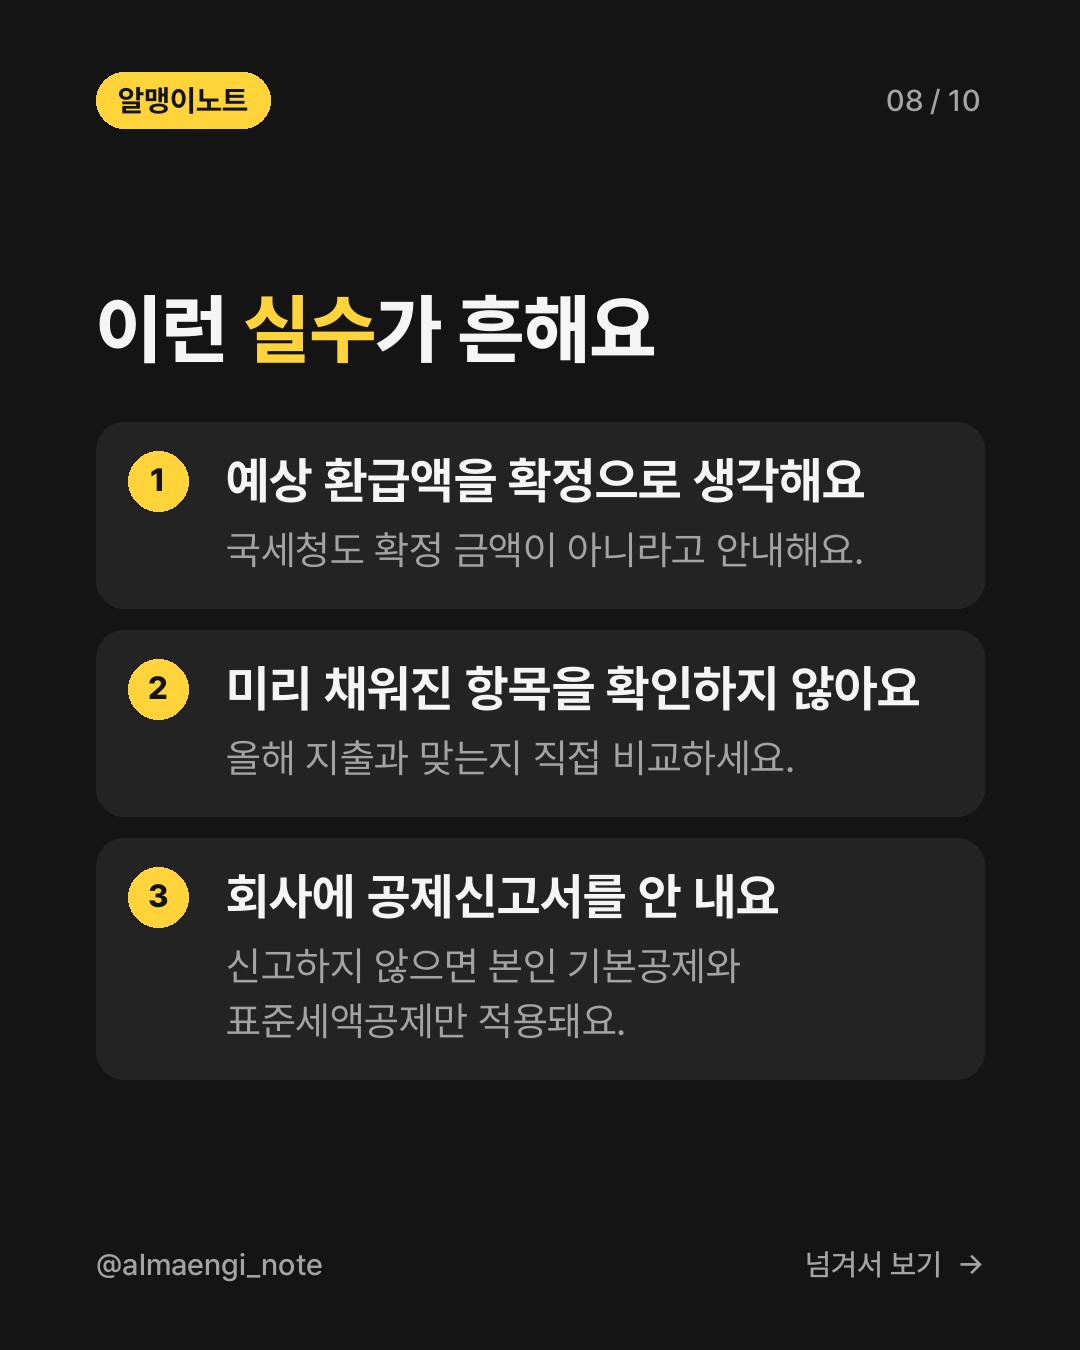 알맹이노트
08 / 10
이런 실수가 흔해요
1
예상 환급액을 확정으로 생각해요
국세청도 확정 금액이 아니라고 안내해요.
2
미리 채워진 항목을 확인하지 않아요
올해 지출과 맞는지 직접 비교하세요.
3
회사에 공제신고서를 안 내요
신고하지 않으면 본인 기본공제와
표준세액공제만 적용돼요.
@almaengi_note
넘겨서 보기 →